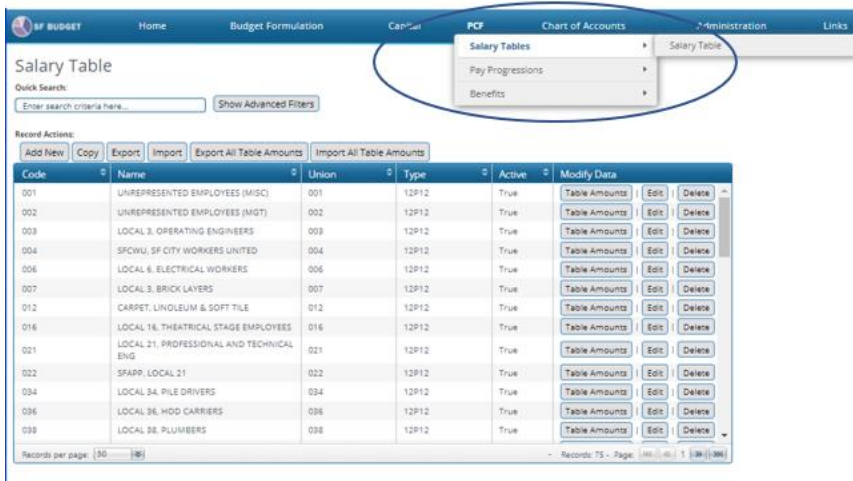 SF BUDGET Home Budget Formulation Capital PCF Chart of Accounts Administration Links
Salary Tables Salary Table
Pay Progressions
Benefits
Salary Table
Quick Search:
Enter search criteria here... Show Advanced Filters
Record Actions:
Add New Copy Export Import Export All Table Amounts Import All Table Amounts
Code Name Union Type Active Modify Data
001 UNREPRESENTED EMPLOYEES (MISC) 001 12P12 True Table Amounts | Edit | Delete
002 UNREPRESENTED EMPLOYEES (MGT) 002 12P12 True Table Amounts | Edit | Delete
003 LOCAL 3, OPERATING ENGINEERS 003 12P12 True Table Amounts | Edit | Delete
004 SFCWU, SF CITY WORKERS UNITED 004 12P12 True Table Amounts | Edit | Delete
006 LOCAL 6, ELECTRICAL WORKERS 006 12P12 True Table Amounts | Edit | Delete
007 LOCAL 3, BRICK LAYERS 007 12P12 True Table Amounts | Edit | Delete
012 CARPET, LINOLEUM & SOFT TILE 012 12P12 True Table Amounts | Edit | Delete
016 LOCAL 16, THEATRICAL STAGE EMPLOYEES 016 12P12 True Table Amounts | Edit | Delete
021 LOCAL 21, PROFESSIONAL AND TECHNICAL
ENG 021 12P12 True Table Amounts | Edit | Delete
022 SFAPP, LOCAL 21 022 12P12 True Table Amounts | Edit | Delete
034 LOCAL 34, PILE DRIVERS 034 12P12 True Table Amounts | Edit | Delete
036 LOCAL 36, HOD CARRIERS 036 12P12 True Table Amounts | Edit | Delete
038 LOCAL 38, PLUMBERS 038 12P12 True Table Amounts | Edit | Delete
Records per page: 50 - Records: 75 - Page: 1